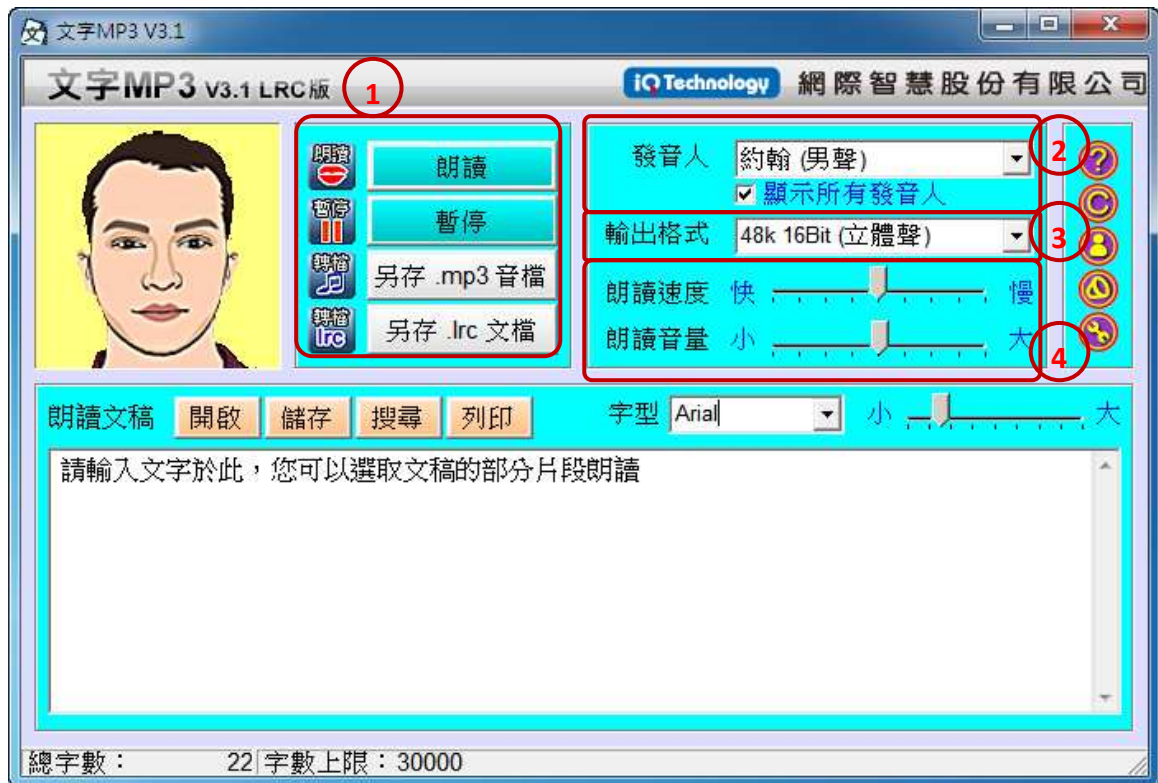 文字MP3 V3.1
文字MP3 V3.1 LRC版
1
iQ Technology 網際智慧股份有限公司
朗讀 朗讀
暫停 暫停
轉檔 另存 .mp3 音檔
轉檔 lrc 另存 .lrc 文檔
發音人 約翰 (男聲)
2
顯示所有發音人
輸出格式 48k 16Bit (立體聲)
3
朗讀速度 快 慢
朗讀音量 小 大
4
朗讀文稿 開啟 儲存 搜尋 列印 字型 Arial 小 大
請輸入文字於此，您可以選取文稿的部分片段朗讀
總字數： 22 字數上限：30000